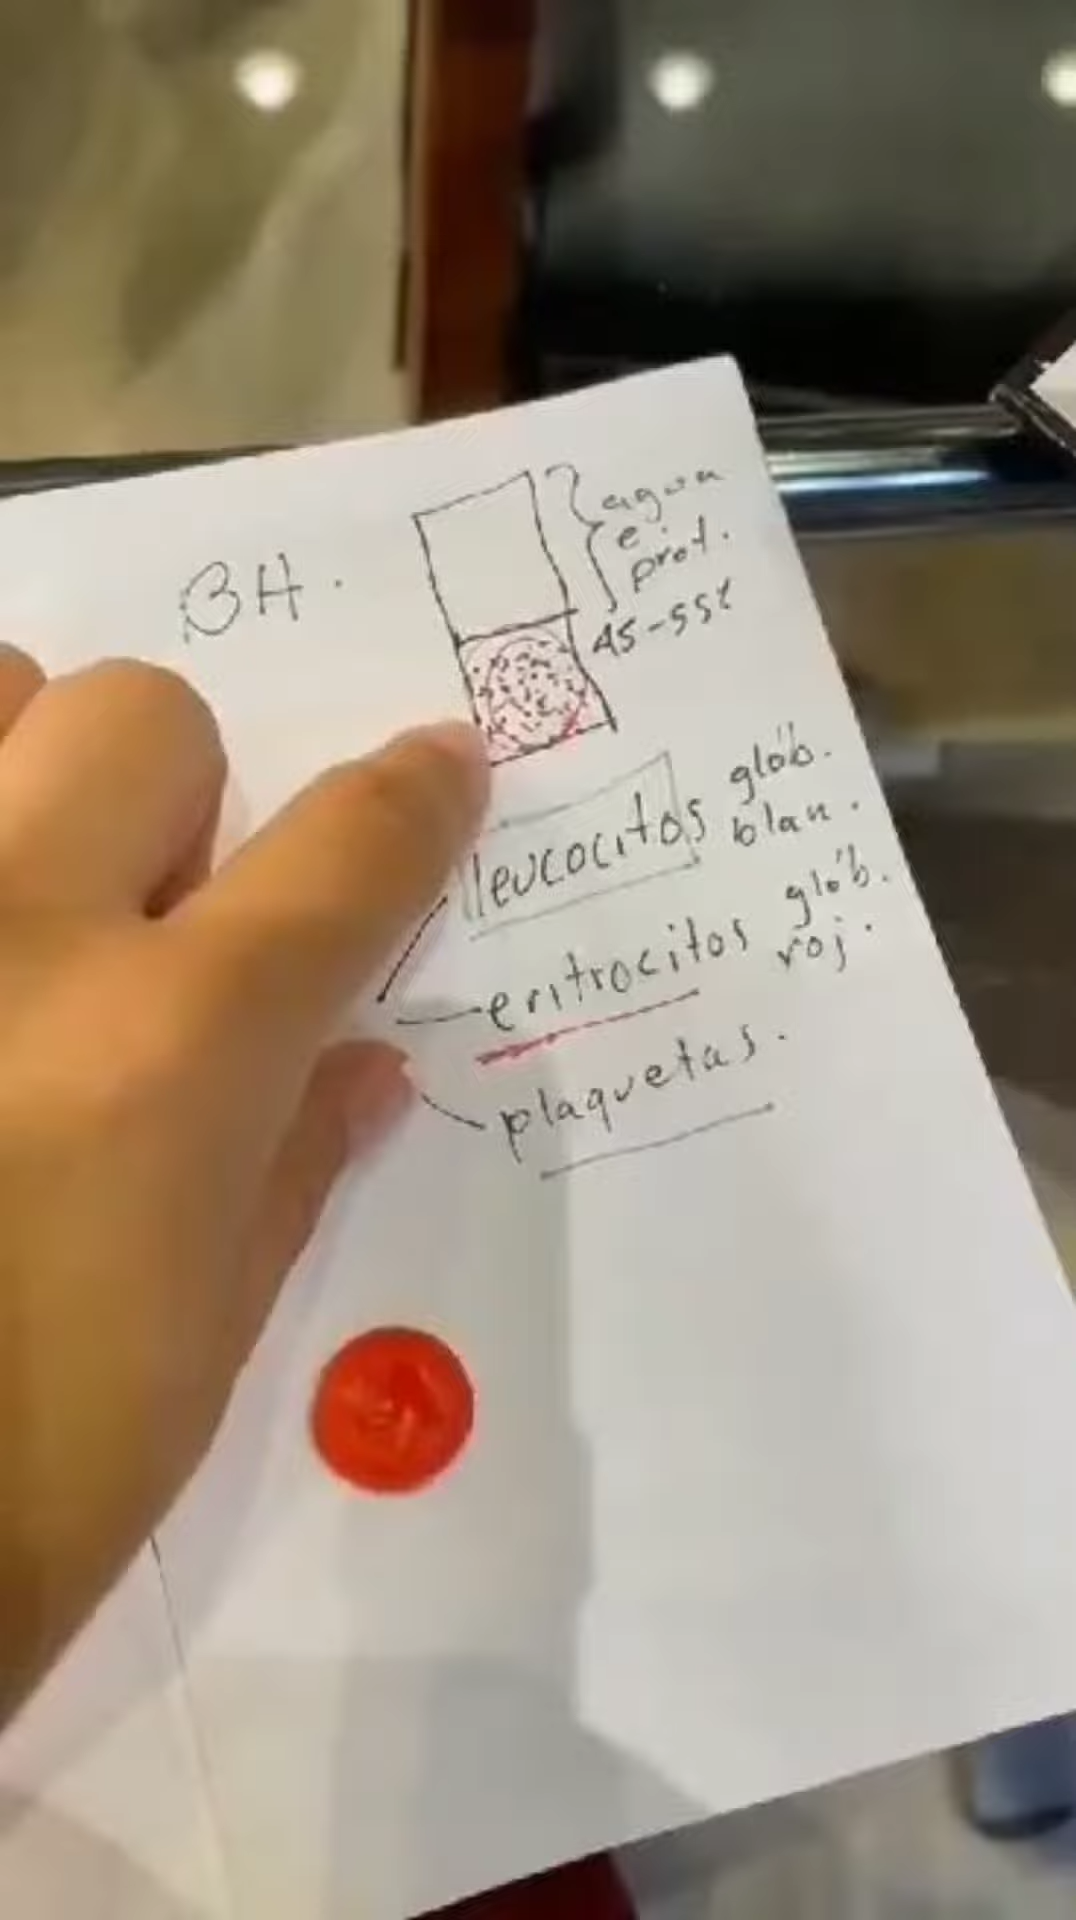 BH.
agua
e
prot.
45-55%
leucocitos glób.
blan.
eritrocitos glób.
roj.
plaquetas.